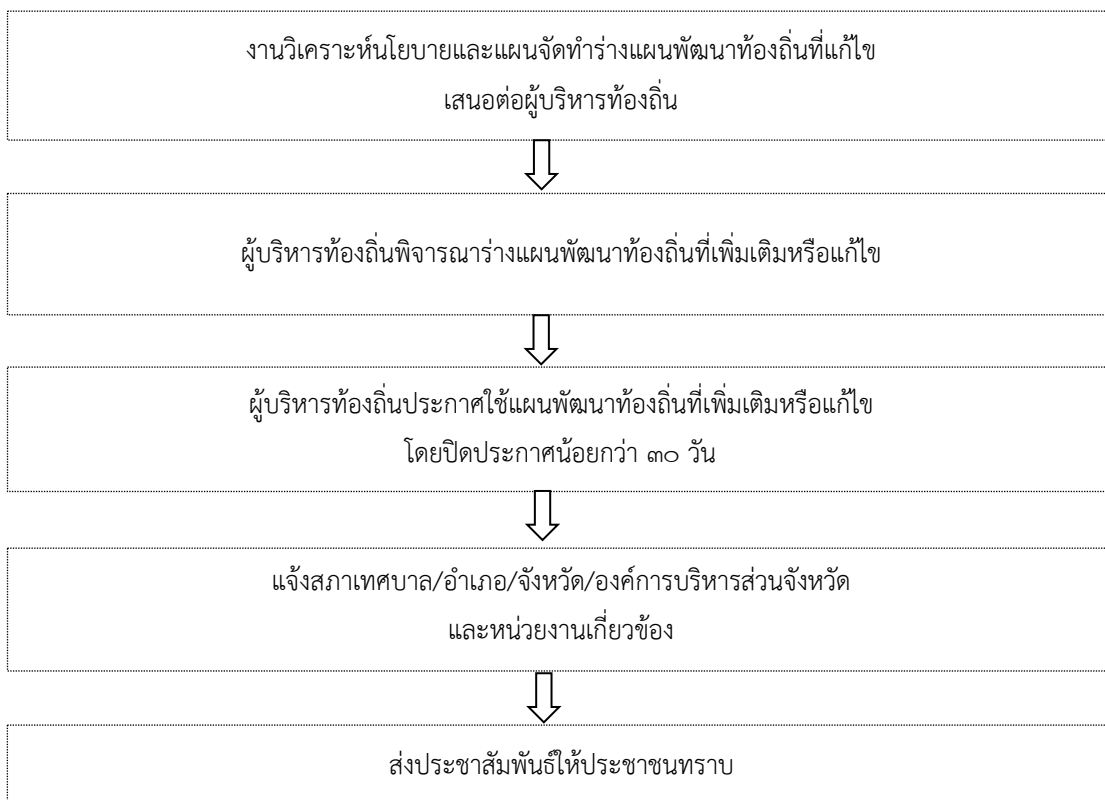 งานวิเคราะห์นโยบายและแผนจัดทำร่างแผนพัฒนาท้องถิ่นที่แก้ไข
เสนอต่อผู้บริหารท้องถิ่น
ผู้บริหารท้องถิ่นพิจารณาร่างแผนพัฒนาท้องถิ่นที่เพิ่มเติมหรือแก้ไข
ผู้บริหารท้องถิ่นประกาศใช้แผนพัฒนาท้องถิ่นที่เพิ่มเติมหรือแก้ไข
โดยปิดประกาศน้อยกว่า ๓๐ วัน
แจ้งสภาเทศบาล/อำเภอ/จังหวัด/องค์การบริหารส่วนจังหวัด
และหน่วยงานเกี่ยวข้อง
ส่งประชาสัมพันธ์ให้ประชาชนทราบ